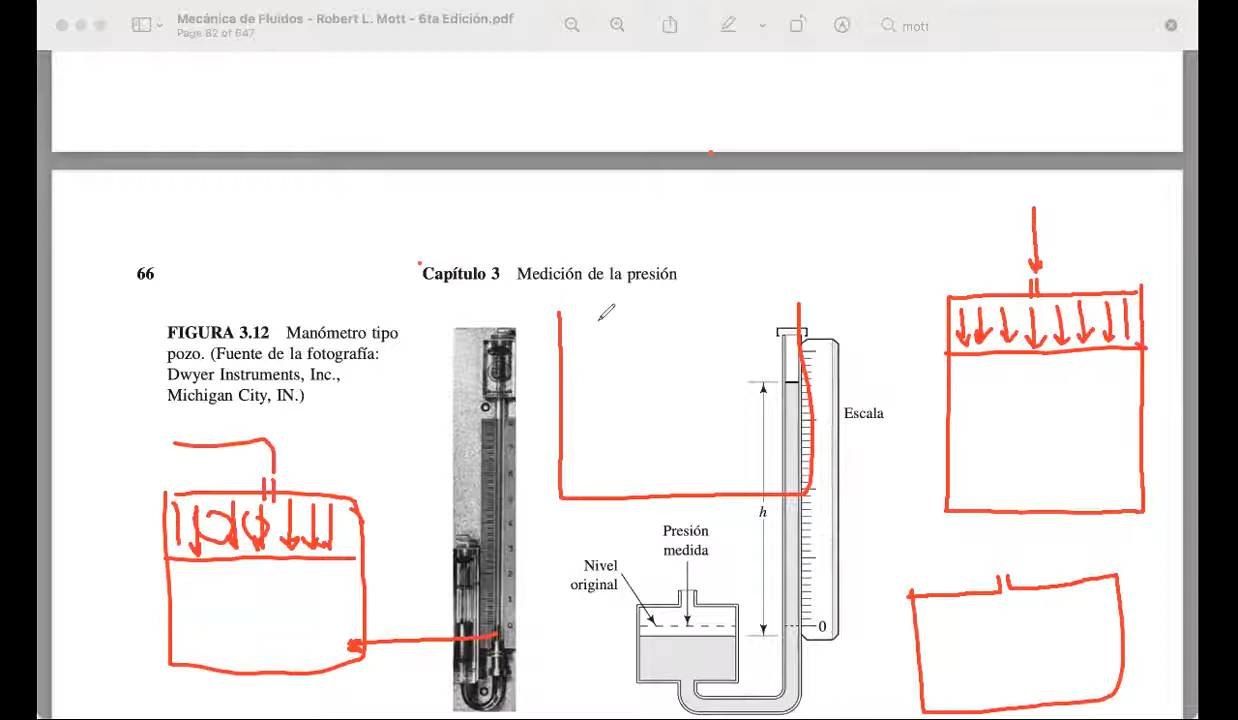 Mecánica de Fluidos - Robert L. Mott - 6ta Edición.pdf
Page 82 of 647
mott
66
Capítulo 3 Medición de la presión
FIGURA 3.12 Manómetro tipo
pozo. (Fuente de la fotografía:
Dwyer Instruments, Inc.,
Michigan City, IN.)
Escala
h
Presión
medida
Nivel
original
0